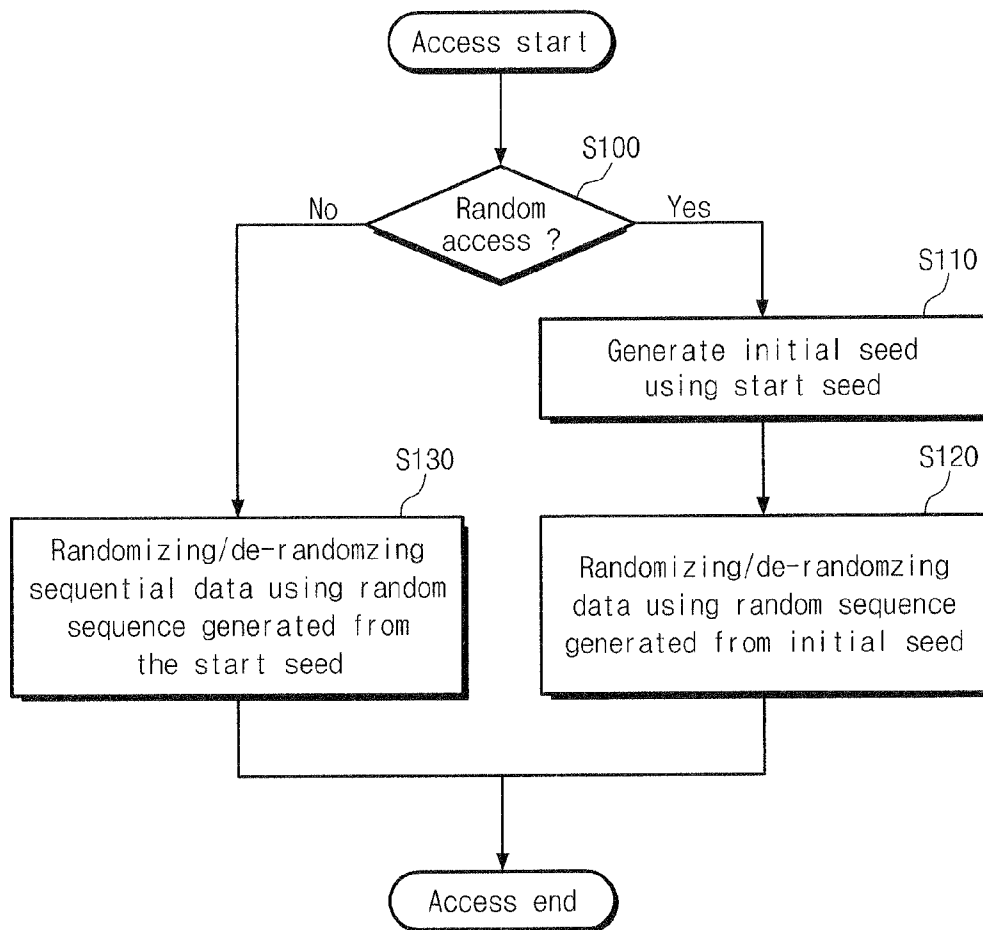 Access start
S100
Random
access ?
No
Yes
S110
Generate initial seed
using start seed
S130
Randomizing/de-randomzing
sequential data using random
sequence generated from
the start seed
S120
Randomizing/de-randomzing
data using random sequence
generated from initial seed
Access end